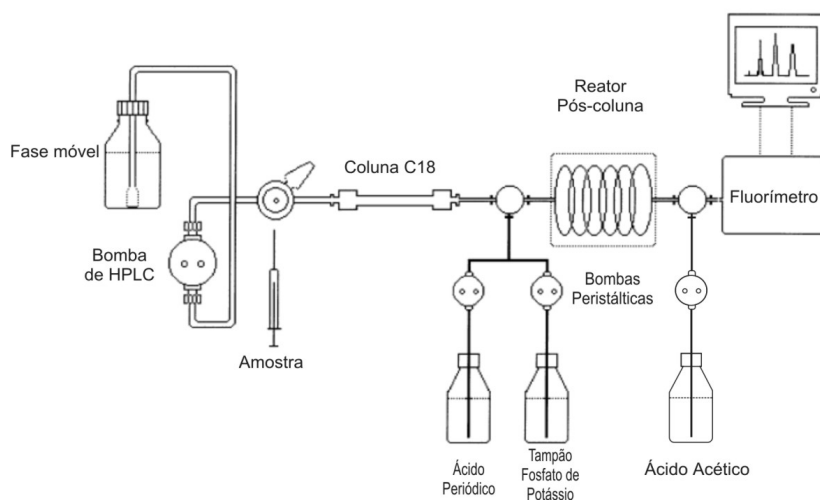 Reator
Pós-coluna
Fase móvel
Coluna C18
Fluorímetro
Bomba
de HPLC
Bombas
Peristálticas
Amostra
Ácido
Periódico
Tampão
Fosfato de
Potássio
Ácido Acético